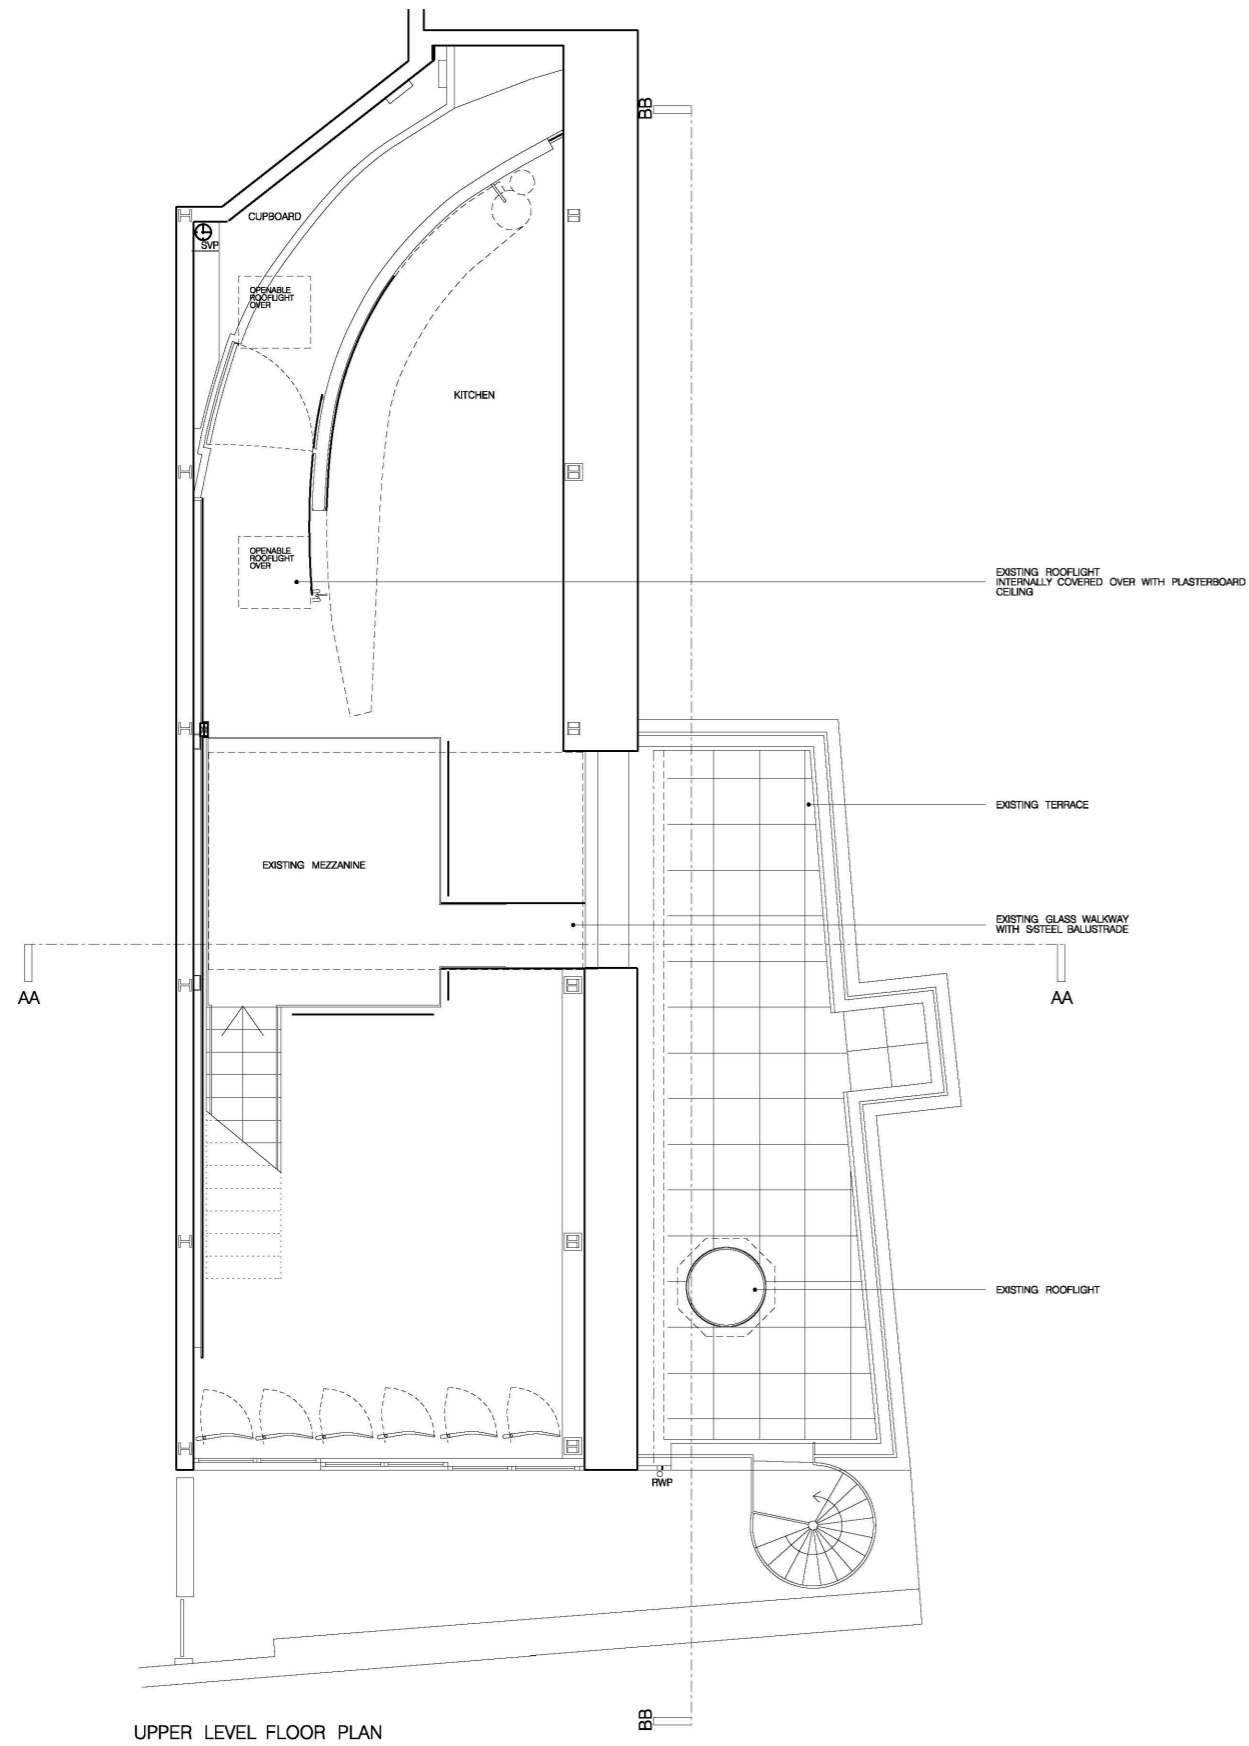 BB
CUPBOARD
SVP
OPENABLE
ROOFLIGHT
OVER
KITCHEN
OPENABLE
ROOFLIGHT
OVER
EXISTING ROOFLIGHT
INTERNALLY COVERED OVER WITH PLASTERBOARD
CEILING
EXISTING TERRACE
EXISTING MEZZANINE
EXISTING GLASS WALKWAY
WITH S/STEEL BALUSTRADE
AA
AA
EXISTING ROOFLIGHT
RWP
BB
UPPER LEVEL FLOOR PLAN